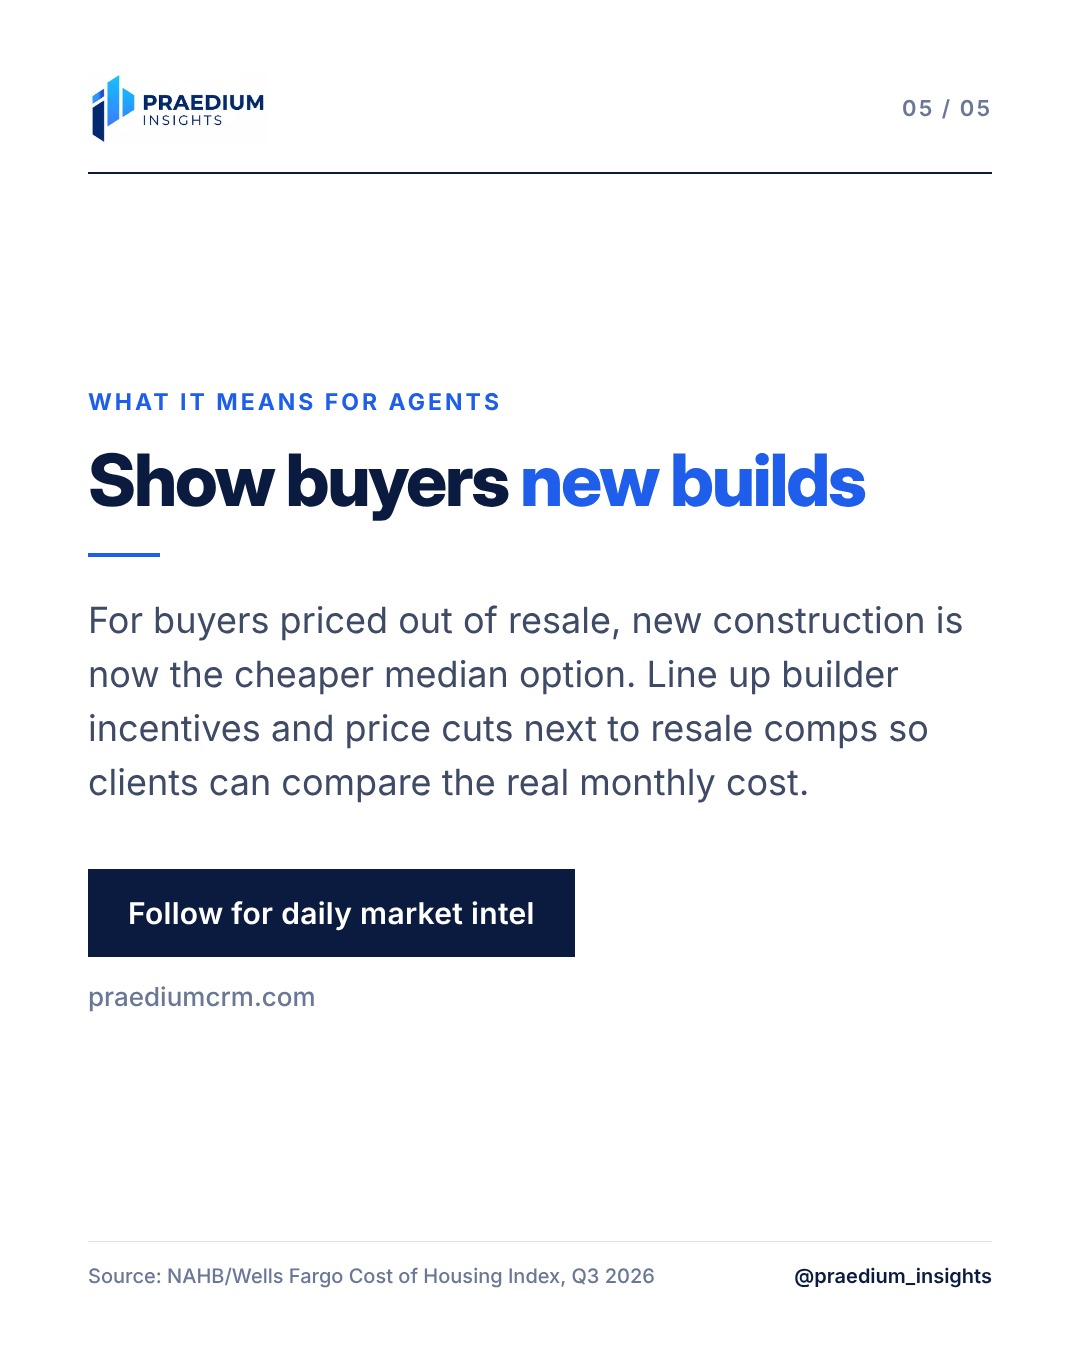 PRAEDIUM
INSIGHTS
05 / 05
WHAT IT MEANS FOR AGENTS
Show buyers new builds
For buyers priced out of resale, new construction is
now the cheaper median option. Line up builder
incentives and price cuts next to resale comps so
clients can compare the real monthly cost.
Follow for daily market intel
praediumcrm.com
Source: NAHB/Wells Fargo Cost of Housing Index, Q3 2026
@praedium_insights